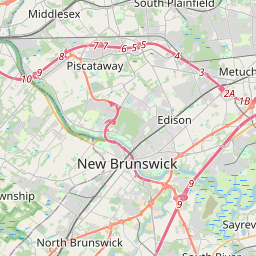 South Plainfield
Middlesex
7 7 6 5 5
8
Piscataway
4
3
Metuch
10 9
2A
1B
Edison
New Brunswick
wnship
9
9
Sayrev
North Brunswick
South River